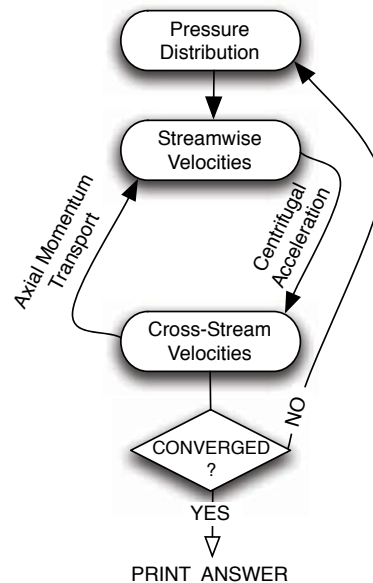 Pressure
Distribution
Streamwise
Velocities
Axial Momentum
Transport
Centrifugal
Acceleration
Cross-Stream
Velocities
CONVERGED
?
NO
YES
PRINT ANSWER